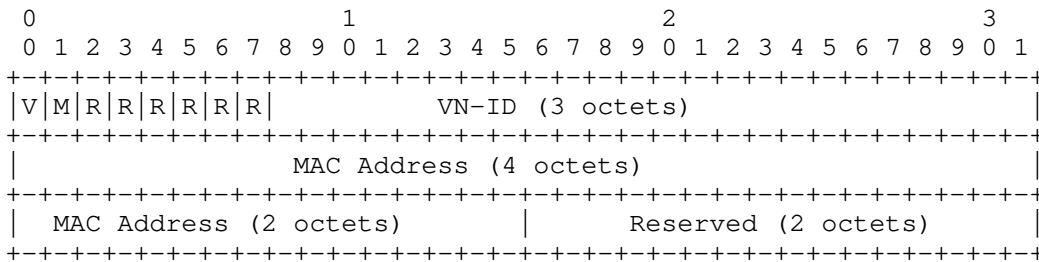 0                   1                   2                   3
 0 1 2 3 4 5 6 7 8 9 0 1 2 3 4 5 6 7 8 9 0 1 2 3 4 5 6 7 8 9 0 1
+-+-+-+-+-+-+-+-+-+-+-+-+-+-+-+-+-+-+-+-+-+-+-+-+-+-+-+-+-+-+-+-+
|V|M|R|R|R|R|R|R|          VN-ID (3 octets)                     |
+-+-+-+-+-+-+-+-+-+-+-+-+-+-+-+-+-+-+-+-+-+-+-+-+-+-+-+-+-+-+-+-+
|                 MAC Address (4 octets)                        |
+-+-+-+-+-+-+-+-+-+-+-+-+-+-+-+-+-+-+-+-+-+-+-+-+-+-+-+-+-+-+-+-+
|  MAC Address (2 octets)       |      Reserved (2 octets)      |
+-+-+-+-+-+-+-+-+-+-+-+-+-+-+-+-+-+-+-+-+-+-+-+-+-+-+-+-+-+-+-+-+